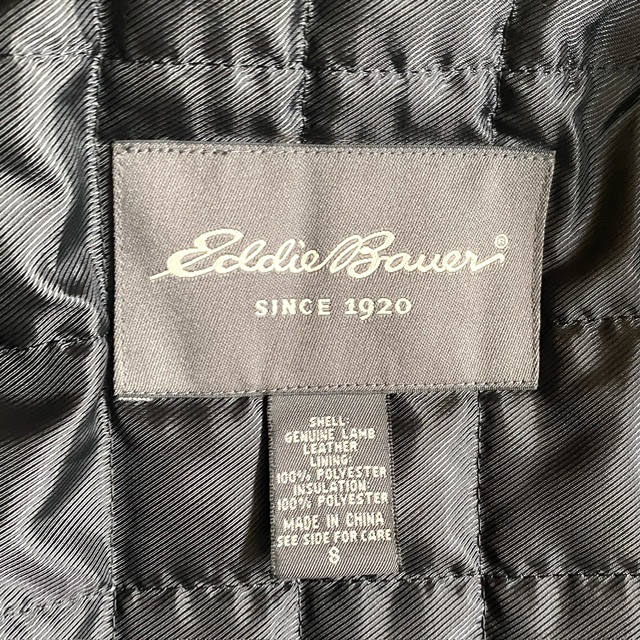 Eddie Bauer®
SINCE 1920
SHELL-
GENUINE LAMB
LEATHER
LINING
100% POLYESTER
INSULATION
100% POLYESTER
MADE IN CHINA
SEE SIDE FOR CARE
8